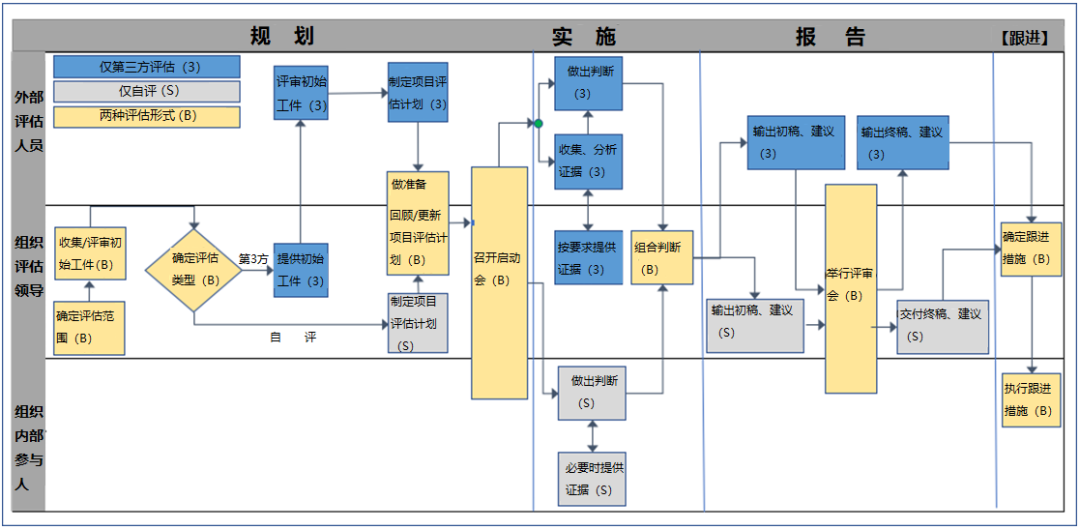 规 划
实 施
报 告
【跟进】
外部
评估
人员
仅第三方评估（3）
仅自评（S）
两种评估形式（B）
评审初始
工件（3）
制定项目评
估计划（3）
做准备
回顾/更新
项目评估计
划（B）
做出判断
（3）
收集、分析
证据（3）
输出初稿、建议
（3）
输出终稿、建议
（3）
组织
评估
领导
收集/评审初
始工件（B）
确定评估范
围（B）
确定评估
类型（B）
第3方
自 评
提供初始
工件（3）
制定项目
评估计划
（S）
召开启动
会（B）
按要求提供
证据（3）
组合判断
（B）
输出初稿、建议
（S）
举行评审
会（B）
交付终稿、建议
（S）
确定跟进
措施（B）
组织
内部
参与
人
做出判断
（S）
必要时提供
证据（S）
执行跟进
措施（B）